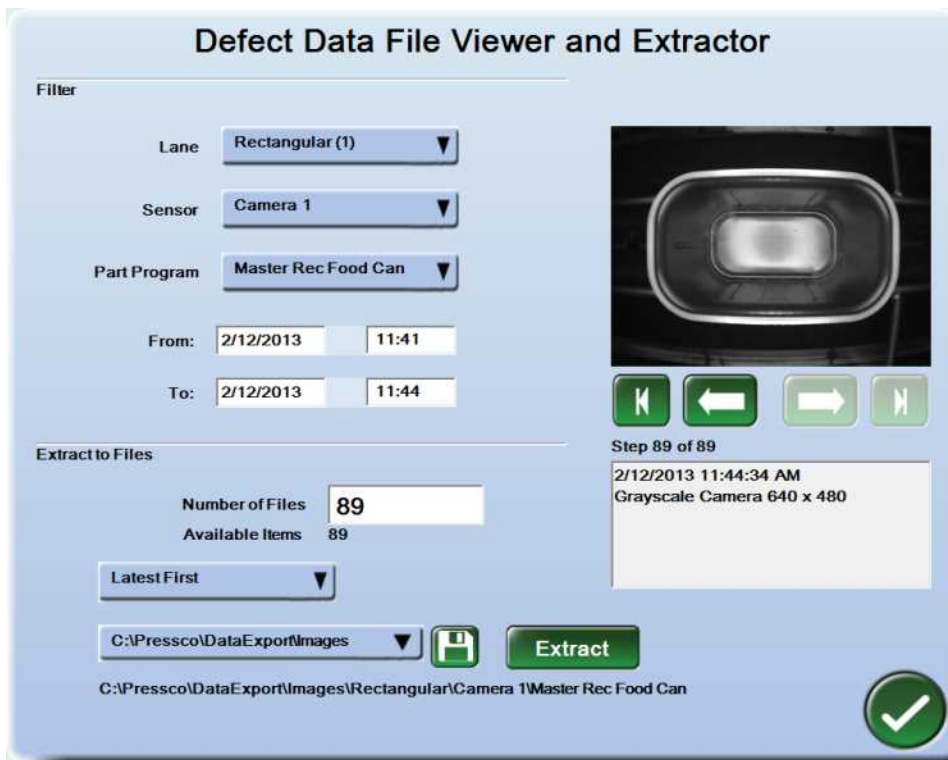 Defect Data File Viewer and Extractor
Filter
Lane
Rectangular (1)
Sensor
Camera 1
Part Program
Master Rec Food Can
From:
2/12/2013
11:41
To:
2/12/2013
11:44
Step 89 of 89
2/12/2013 11:44:34 AM
Grayscale Camera 640 x 480
Extract to Files
Number of Files
89
Available Items
89
Latest First
C:\Pressco\DataExport\Images
Extract
C:\Pressco\DataExport\Images\Rectangular\Camera 1\Master Rec Food Can